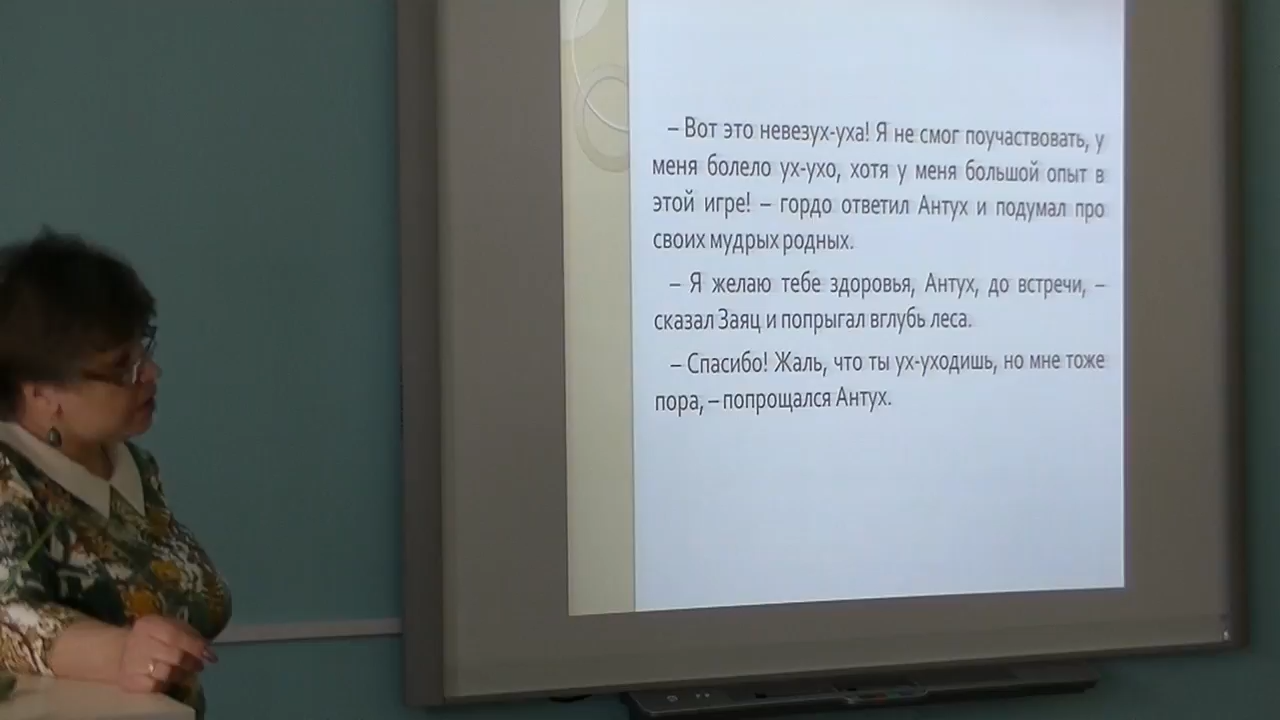 – Вот это невезух-уха! Я не смог поучаствовать, у
меня болело ух-ухо, хотя у меня большой опыт в
этой игре! – гордо ответил Антух и подумал про
своих мудрых родных.
– Я желаю тебе здоровья, Антух, до встречи, –
сказал Заяц и попрыгал вглубь леса.
– Спасибо! Жаль, что ты ух-уходишь, но мне тоже
пора, – попрощался Антух.